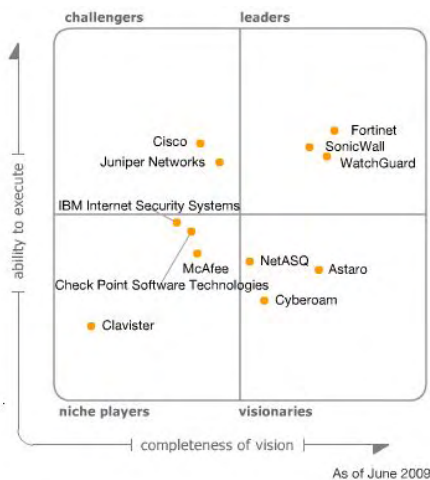 challengers
leaders
Fortinet
Cisco
SonicWall
Juniper Networks
WatchGuard
ability to execute
IBM Internet Security Systems
McAfee
NetASQ
Astaro
Check Point Software Technologies
Cyberoam
Clavister
niche players
visionaries
completeness of vision
As of June 2009